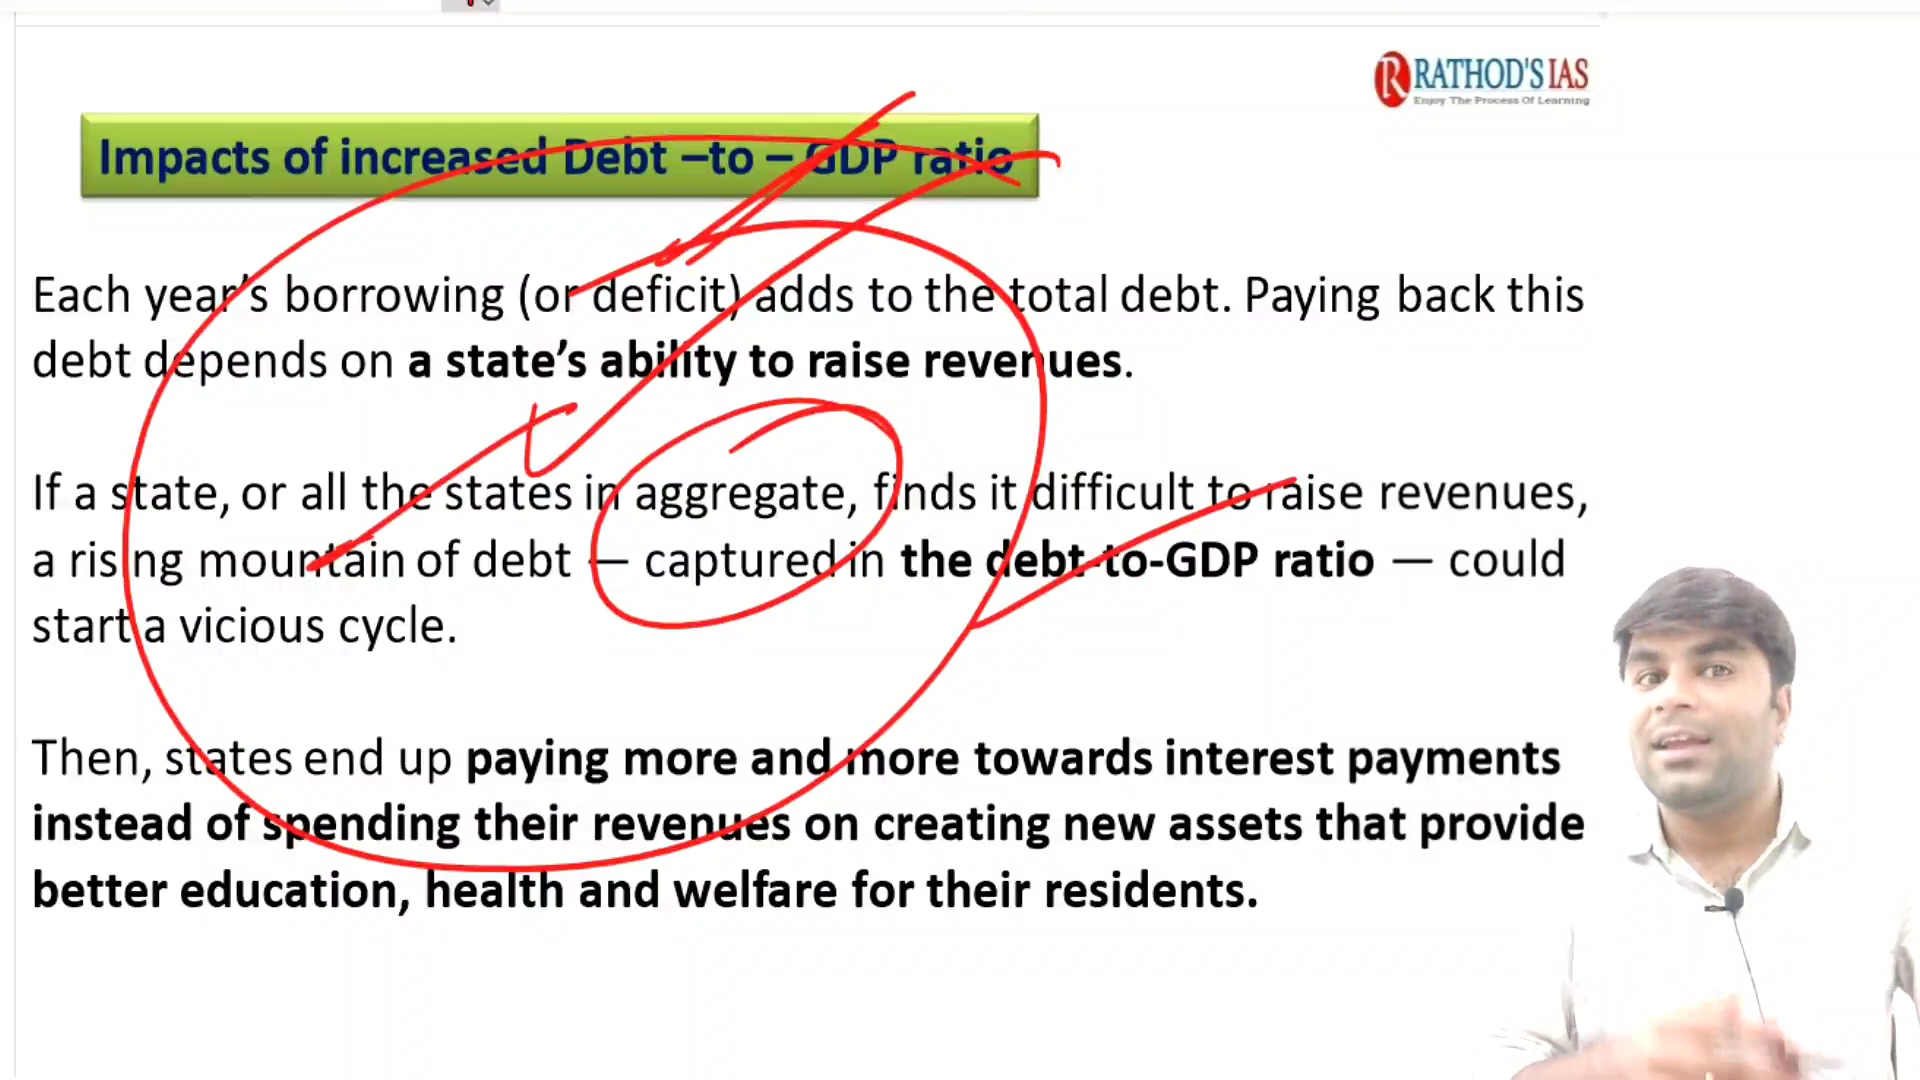 RATHOD'S IAS
Enjoy The Process Of Learning
Impacts of increased Debt –to – GDP ratio
Each year’s borrowing (or deficit) adds to the total debt. Paying back this
debt depends on a state’s ability to raise revenues.
If a state, or all the states in aggregate, finds it difficult to raise revenues,
a rising mountain of debt — captured in the debt-to-GDP ratio — could
start a vicious cycle.
Then, states end up paying more and more towards interest payments
instead of spending their revenues on creating new assets that provide
better education, health and welfare for their residents.